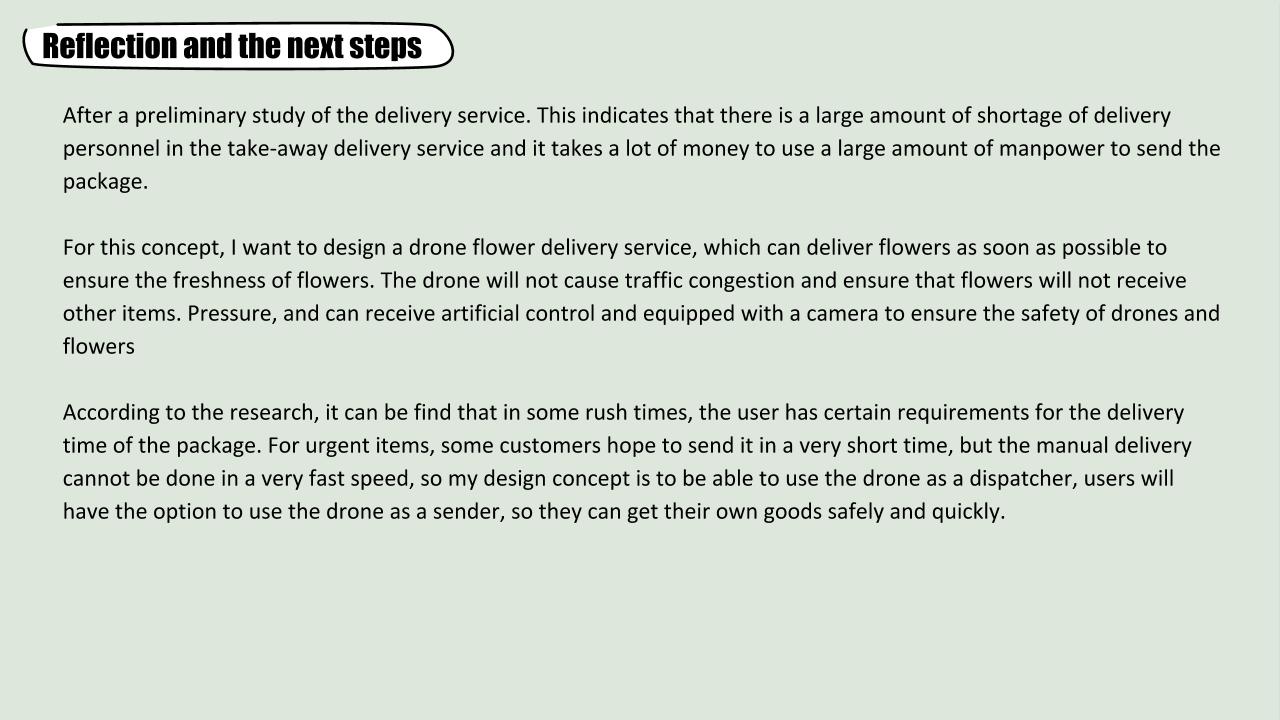 Reflection and the next steps
After a preliminary study of the delivery service. This indicates that there is a large amount of shortage of delivery
personnel in the take-away delivery service and it takes a lot of money to use a large amount of manpower to send the
package.
For this concept, I want to design a drone flower delivery service, which can deliver flowers as soon as possible to
ensure the freshness of flowers. The drone will not cause traffic congestion and ensure that flowers will not receive
other items. Pressure, and can receive artificial control and equipped with a camera to ensure the safety of drones and
flowers
According to the research, it can be find that in some rush times, the user has certain requirements for the delivery
time of the package. For urgent items, some customers hope to send it in a very short time, but the manual delivery
cannot be done in a very fast speed, so my design concept is to be able to use the drone as a dispatcher, users will
have the option to use the drone as a sender, so they can get their own goods safely and quickly.